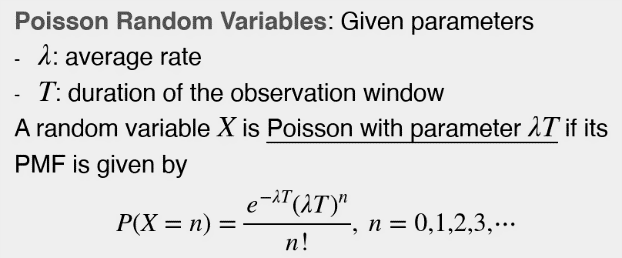 Poisson Random Variables: Given parameters
- λ: average rate
- T: duration of the observation window
A random variable X is Poisson with parameter λT if its
PMF is given by
P(X = n) = e^{-λT}(λT)^n / n!, n = 0,1,2,3,⋯